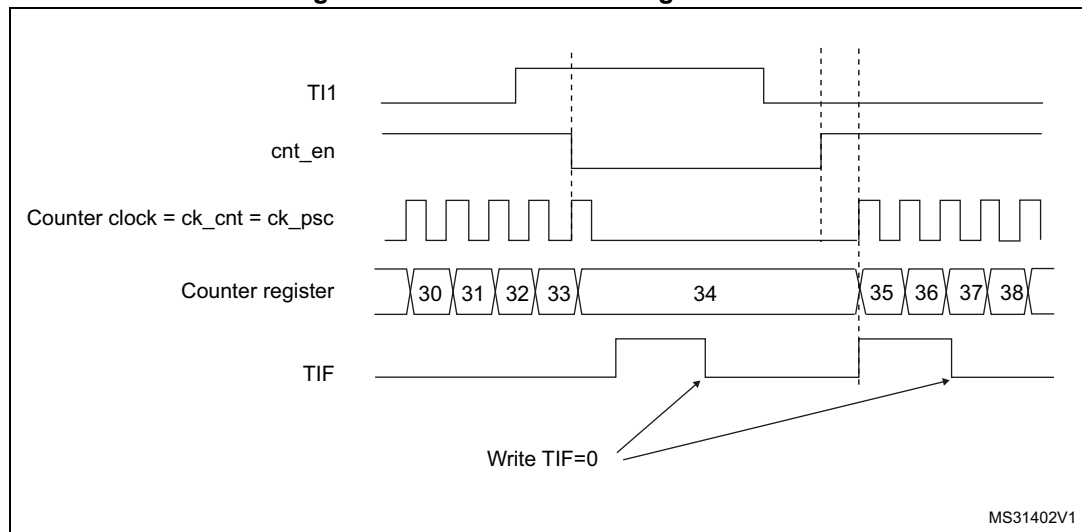 TI1
cnt_en
Counter clock = ck_cnt = ck_psc
Counter register
30 31 32 33 34 35 36 37 38
TIF
Write TIF=0
MS31402V1